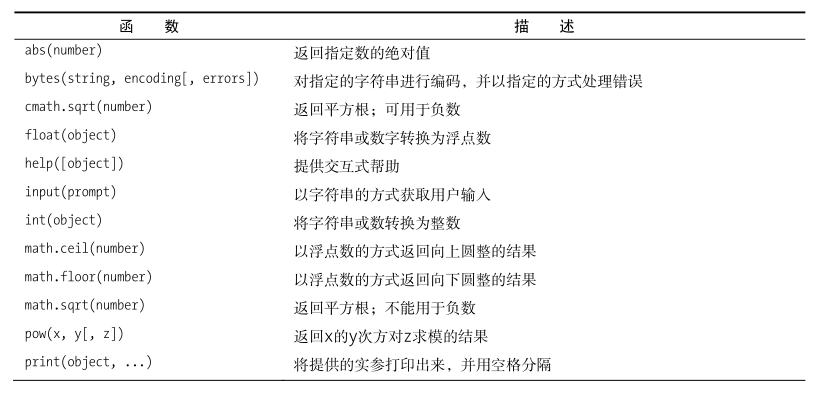 函 数 描 述
abs(number) 返回指定数的绝对值
bytes(string, encoding[, errors]) 对指定的字符串进行编码，并以指定的方式处理错误
cmath.sqrt(number) 返回平方根；可用于负数
float(object) 将字符串或数字转换为浮点数
help([object]) 提供交互式帮助
input(prompt) 以字符串的方式获取用户输入
int(object) 将字符串或数转换为整数
math.ceil(number) 以浮点数的方式返回向上圆整的结果
math.floor(number) 以浮点数的方式返回向下圆整的结果
math.sqrt(number) 返回平方根；不能用于负数
pow(x, y[, z]) 返回x的y次方对z求模的结果
print(object, ...) 将提供的实参打印出来，并用空格分隔